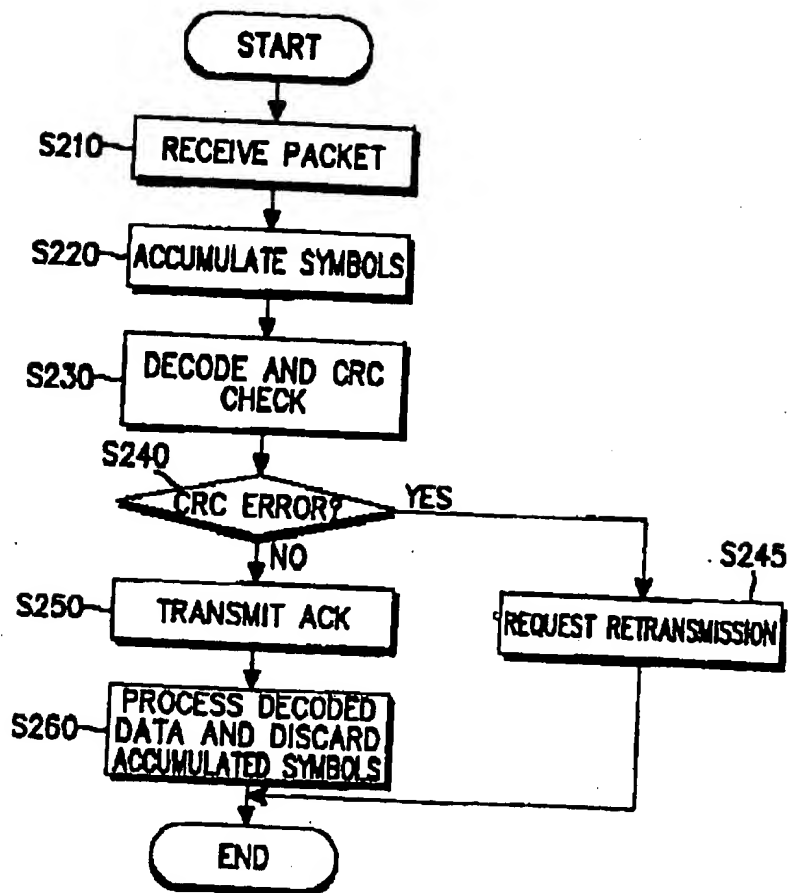 START
S210
RECEIVE PACKET
S220
ACCUMULATE SYMBOLS
S230
DECODE AND CRC
CHECK
S240
CRC ERROR?
YES
NO
S245
REQUEST RETRANSMISSION
S250
TRANSMIT ACK
S260
PROCESS DECODED
DATA AND DISCARD
ACCUMULATED SYMBOLS
END